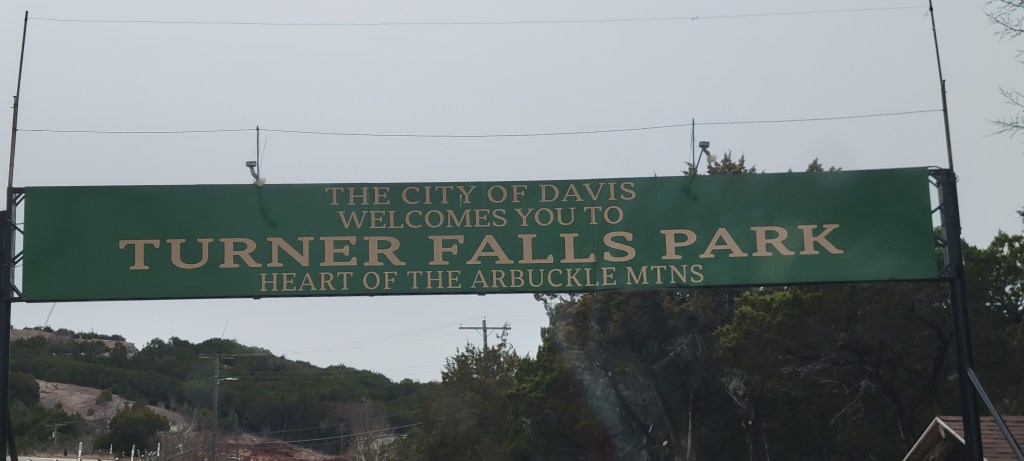 THE CITY OF DAVIS
WELCOMES YOU TO
TURNER FALLS PARK
HEART OF THE ARBUCKLE MTNS